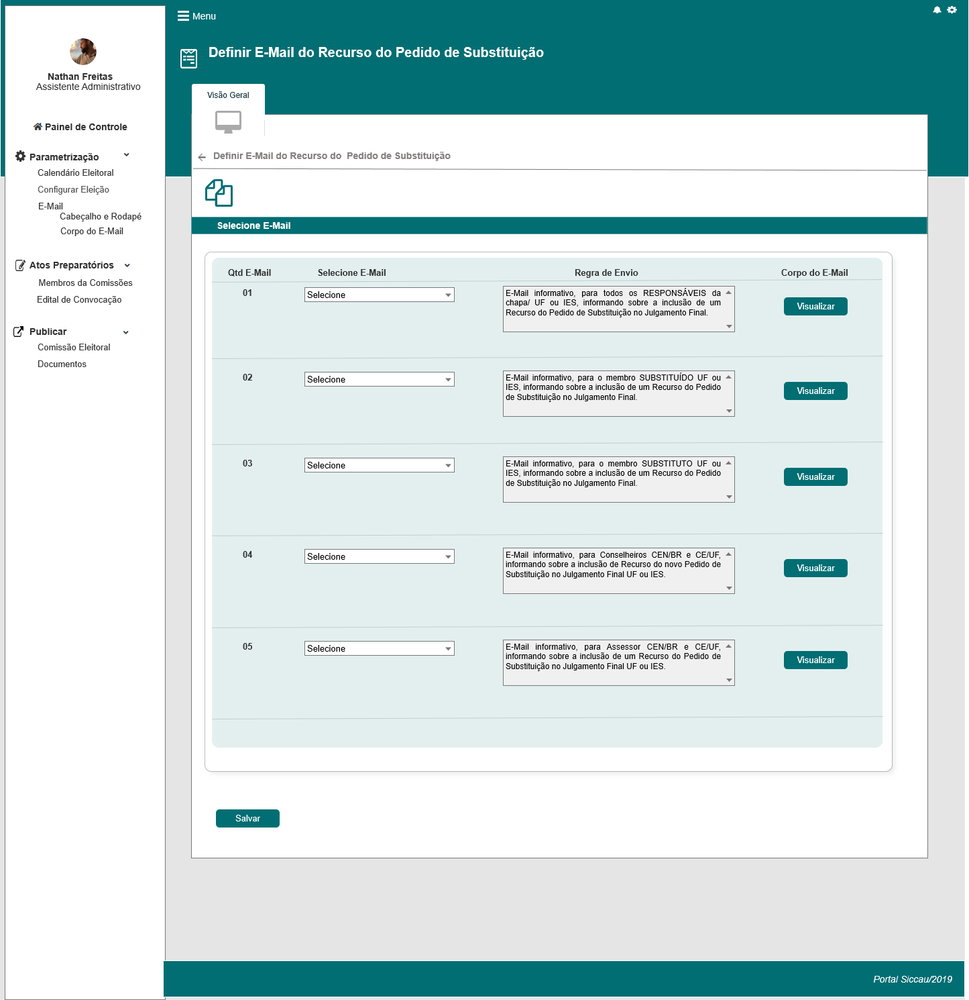 Menu
Definir E-Mail do Recurso do Pedido de Substituição
Nathan Freitas
Assistente Administrativo
Painel de Controle
Parametrização
Calendário Eleitoral
Configurar Eleição
E-Mail
Cabeçalho e Rodapé
Corpo do E-Mail
Atos Preparatórios
Membros da Comissões
Edital de Convocação
Publicar
Comissão Eleitoral
Documentos
Visão Geral
Definir E-Mail do Recurso do  Pedido de Substituição
Selecione E-Mail
Qtd E-Mail Selecione E-Mail Regra de Envio Corpo do E-Mail
01 Selecione
E-Mail informativo, para todos os RESPONSÁVEIS da
chapa/ UF ou IES, informando sobre a inclusão de um
Recurso do Pedido de Substituição no Julgamento Final.
Visualizar
02 Selecione
E-Mail informativo, para o membro SUBSTITUÍDO UF ou
IES, informando sobre a inclusão de um Recurso do Pedido
de Substituição no Julgamento Final.
Visualizar
03 Selecione
E-Mail informativo, para o membro SUBSTITUTO UF ou
IES, informando sobre a inclusão de um Recurso do Pedido
de Substituição no Julgamento Final.
Visualizar
04 Selecione
E-Mail informativo, para Conselheiros CEN/BR e CE/UF,
informando sobre a inclusão de Recurso do novo Pedido de
Substituição no Julgamento Final UF ou IES.
Visualizar
05 Selecione
E-Mail informativo, para Assessor CEN/BR e CE/UF,
informando sobre a inclusão de um Recurso do Pedido de
Substituição no Julgamento Final UF ou IES.
Visualizar
Salvar
Portal Siccau/2019